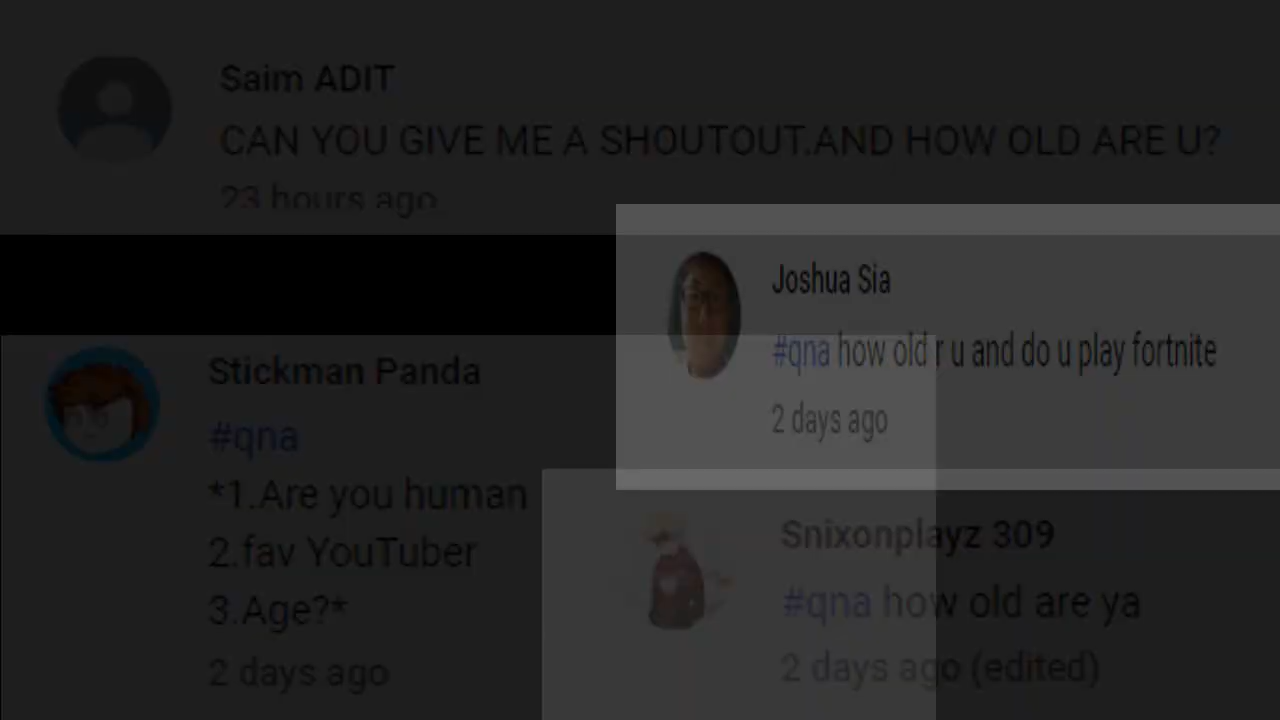 Saim ADIT
CAN YOU GIVE ME A SHOUTOUT.AND HOW OLD ARE U?
23 hours ago
Joshua Sia
#qna how old r u and do u play fortnite
2 days ago
Stickman Panda
#qna
*1.Are you human
2.fav YouTuber
3.Age?*
2 days ago
Snixonplayz 309
#qna how old are ya
2 days ago (edited)